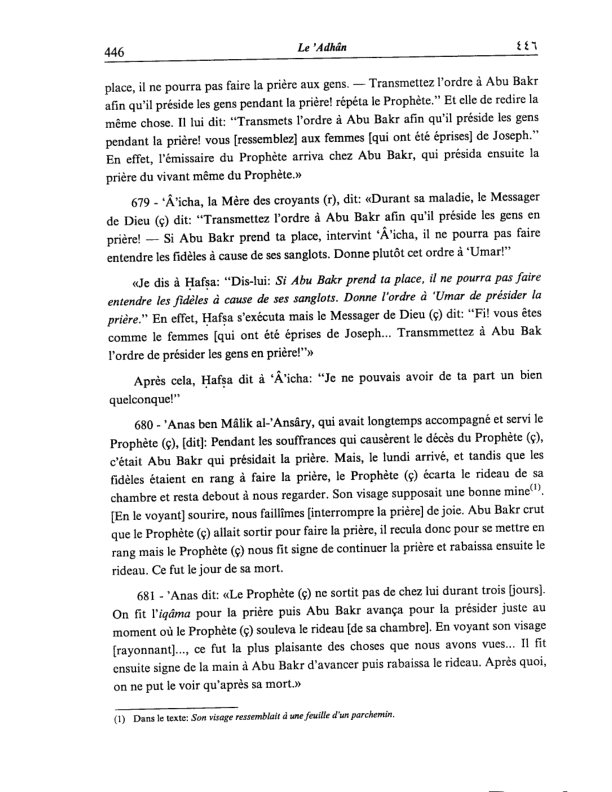 446 Le 'Adhân ٤٤٦
place, il ne pourra pas faire la prière aux gens. — Transmettez l'ordre à Abu Bakr
afin qu'il préside les gens pendant la prière! répéta le Prophète." Et elle de redire la
même chose. Il lui dit: "Transmets l'ordre à Abu Bakr afin qu'il préside les gens
pendant la prière! vous [ressemblez] aux femmes [qui ont été éprises] de Joseph."
En effet, l'émissaire du Prophète arriva chez Abu Bakr, qui présida ensuite la
prière du vivant même du Prophète.»
679 - 'Â'icha, la Mère des croyants (r), dit: «Durant sa maladie, le Messager
de Dieu (ç) dit: "Transmettez l'ordre à Abu Bakr afin qu'il préside les gens en
prière! — Si Abu Bakr prend ta place, intervint 'Â'icha, il ne pourra pas faire
entendre les fidèles à cause de ses sanglots. Donne plutôt cet ordre à 'Umar!"
«Je dis à Ḥafṣa: "Dis-lui: Si Abu Bakr prend ta place, il ne pourra pas faire
entendre les fidèles à cause de ses sanglots. Donne l'ordre à 'Umar de présider la
prière." En effet, Ḥafṣa s'exécuta mais le Messager de Dieu (ç) dit: "Fi! vous êtes
comme le femmes [qui ont été éprises de Joseph... Transmmettez à Abu Bak
l'ordre de présider les gens en prière!"»
Après cela, Ḥafṣa dit à 'Â'icha: "Je ne pouvais avoir de ta part un bien
quelconque!"
680 - 'Anas ben Mâlik al-'Ansâry, qui avait longtemps accompagné et servi le
Prophète (ç), [dit]: Pendant les souffrances qui causèrent le décès du Prophète (ç),
c'était Abu Bakr qui présidait la prière. Mais, le lundi arrivé, et tandis que les
fidèles étaient en rang à faire la prière, le Prophète (ç) écarta le rideau de sa
chambre et resta debout à nous regarder. Son visage supposait une bonne mine(1).
[En le voyant] sourire, nous faillîmes [interrompre la prière] de joie. Abu Bakr crut
que le Prophète (ç) allait sortir pour faire la prière, il recula donc pour se mettre en
rang mais le Prophète (ç) nous fit signe de continuer la prière et rabaissa ensuite le
rideau. Ce fut le jour de sa mort.
681 - 'Anas dit: «Le Prophète (ç) ne sortit pas de chez lui durant trois [jours].
On fit l'iqâma pour la prière puis Abu Bakr avança pour la présider juste au
moment où le Prophète (ç) souleva le rideau [de sa chambre]. En voyant son visage
[rayonnant]..., ce fut la plus plaisante des choses que nous avons vues... Il fit
ensuite signe de la main à Abu Bakr d'avancer puis rabaissa le rideau. Après quoi,
on ne put le voir qu'après sa mort.»
(1) Dans le texte: Son visage ressemblait à une feuille d'un parchemin.